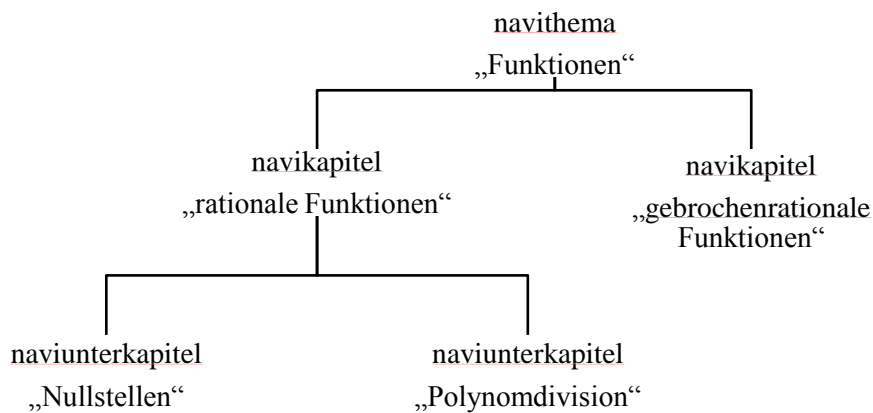 navithema
„Funktionen“
navikapitel
„rationale Funktionen“
navikapitel
„gebrochenrationale
Funktionen“
naviunterkapitel
„Nullstellen“
naviunterkapitel
„Polynomdivision“